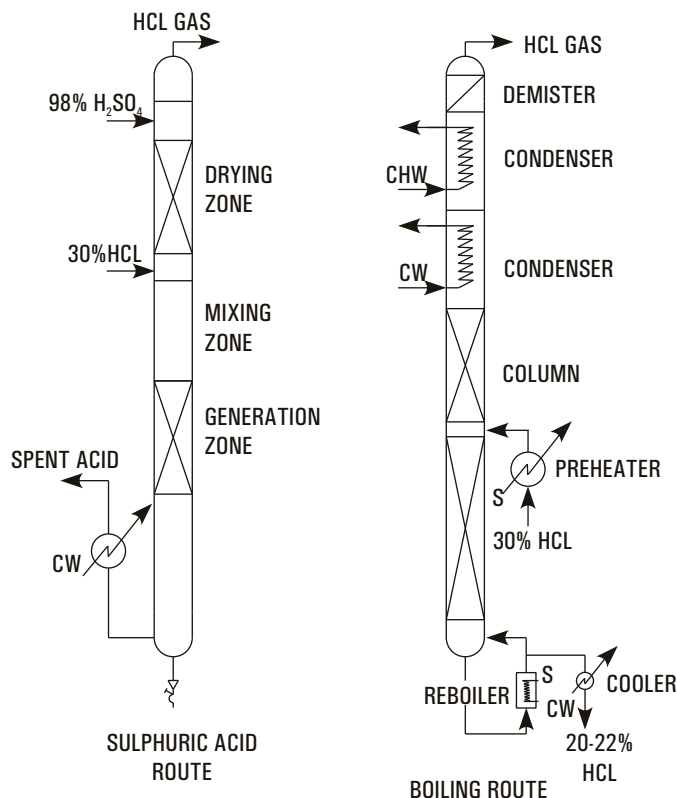 HCL GAS
98% H2SO4
DRYING
ZONE
30%HCL
MIXING
ZONE
GENERATION
ZONE
SPENT ACID
CW
SULPHURIC ACID
ROUTE
HCL GAS
DEMISTER
CONDENSER
CHW
CONDENSER
CW
COLUMN
PREHEATER
S
30% HCL
REBOILER
S
CW
COOLER
20-22%
HCL
BOILING ROUTE